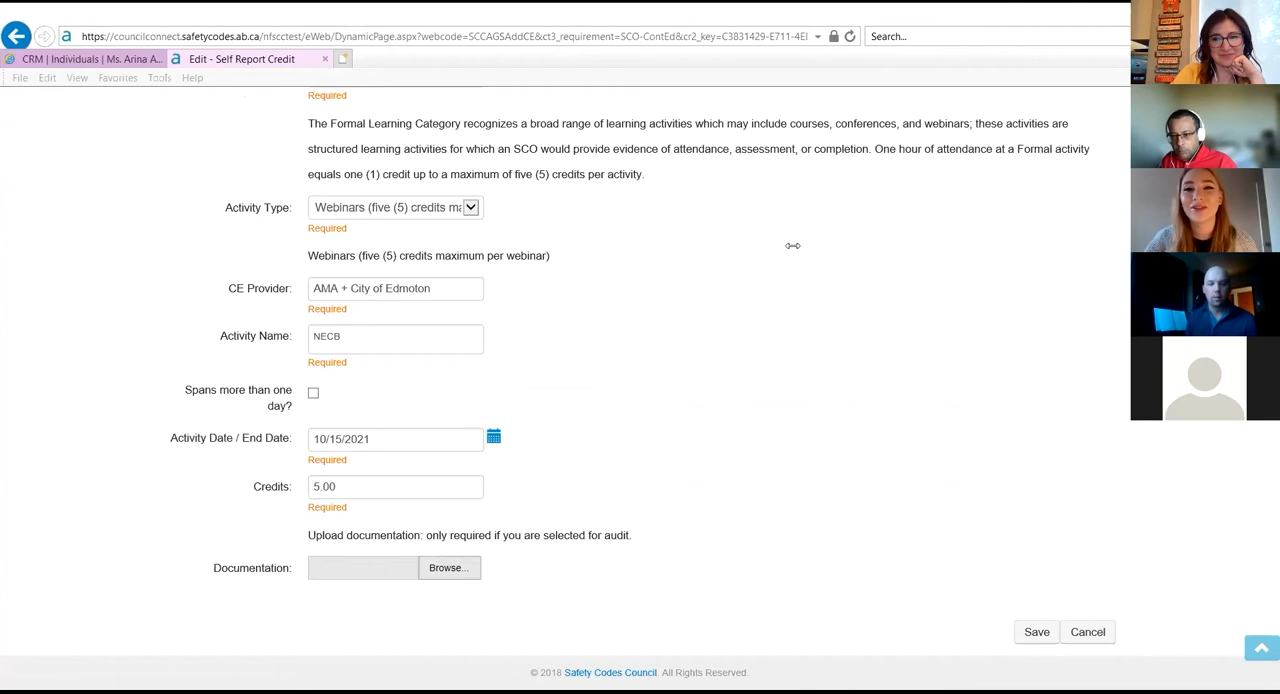 https://councilconnect.safetycodes.ab.ca/eWeb/nfsccctest/eWeb/DynamicPage.aspx?webcode=SCCAGSAddCE&ct3_requirement=SCO-ContEd&cr2_key=C3831429-E711-4EI
Search...
CRM | Individuals | Ms. Arina A...
Edit - Self Report Credit
File Edit View Favorites Tools Help
Required
The Formal Learning Category recognizes a broad range of learning activities which may include courses, conferences, and webinars; these activities are
structured learning activities for which an SCO would provide evidence of attendance, assessment, or completion. One hour of attendance at a Formal activity
equals one (1) credit up to a maximum of five (5) credits per activity.
Activity Type: Webinars (five (5) credits ma
Required
Webinars (five (5) credits maximum per webinar)
CE Provider: AMA + City of Edmoton
Required
Activity Name: NECB
Required
Spans more than one
day?
Activity Date / End Date: 10/15/2021
Required
Credits: 5.00
Required
Upload documentation: only required if you are selected for audit.
Documentation: Browse...
Save Cancel
© 2018 Safety Codes Council. All Rights Reserved.